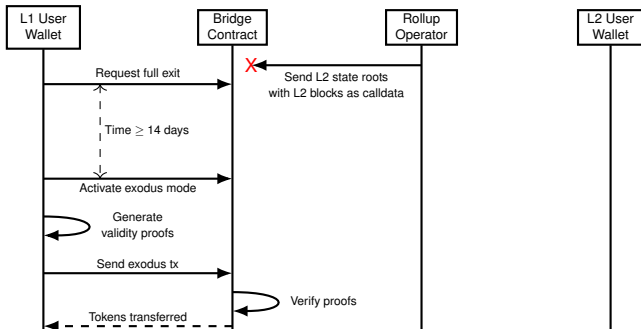 L1 User
Wallet
Bridge
Contract
Rollup
Operator
L2 User
Wallet
Request full exit
X
Send L2 state roots
with L2 blocks as calldata
Time ≥ 14 days
Activate exodus mode
Generate
validity proofs
Send exodus tx
Verify proofs
Tokens transferred